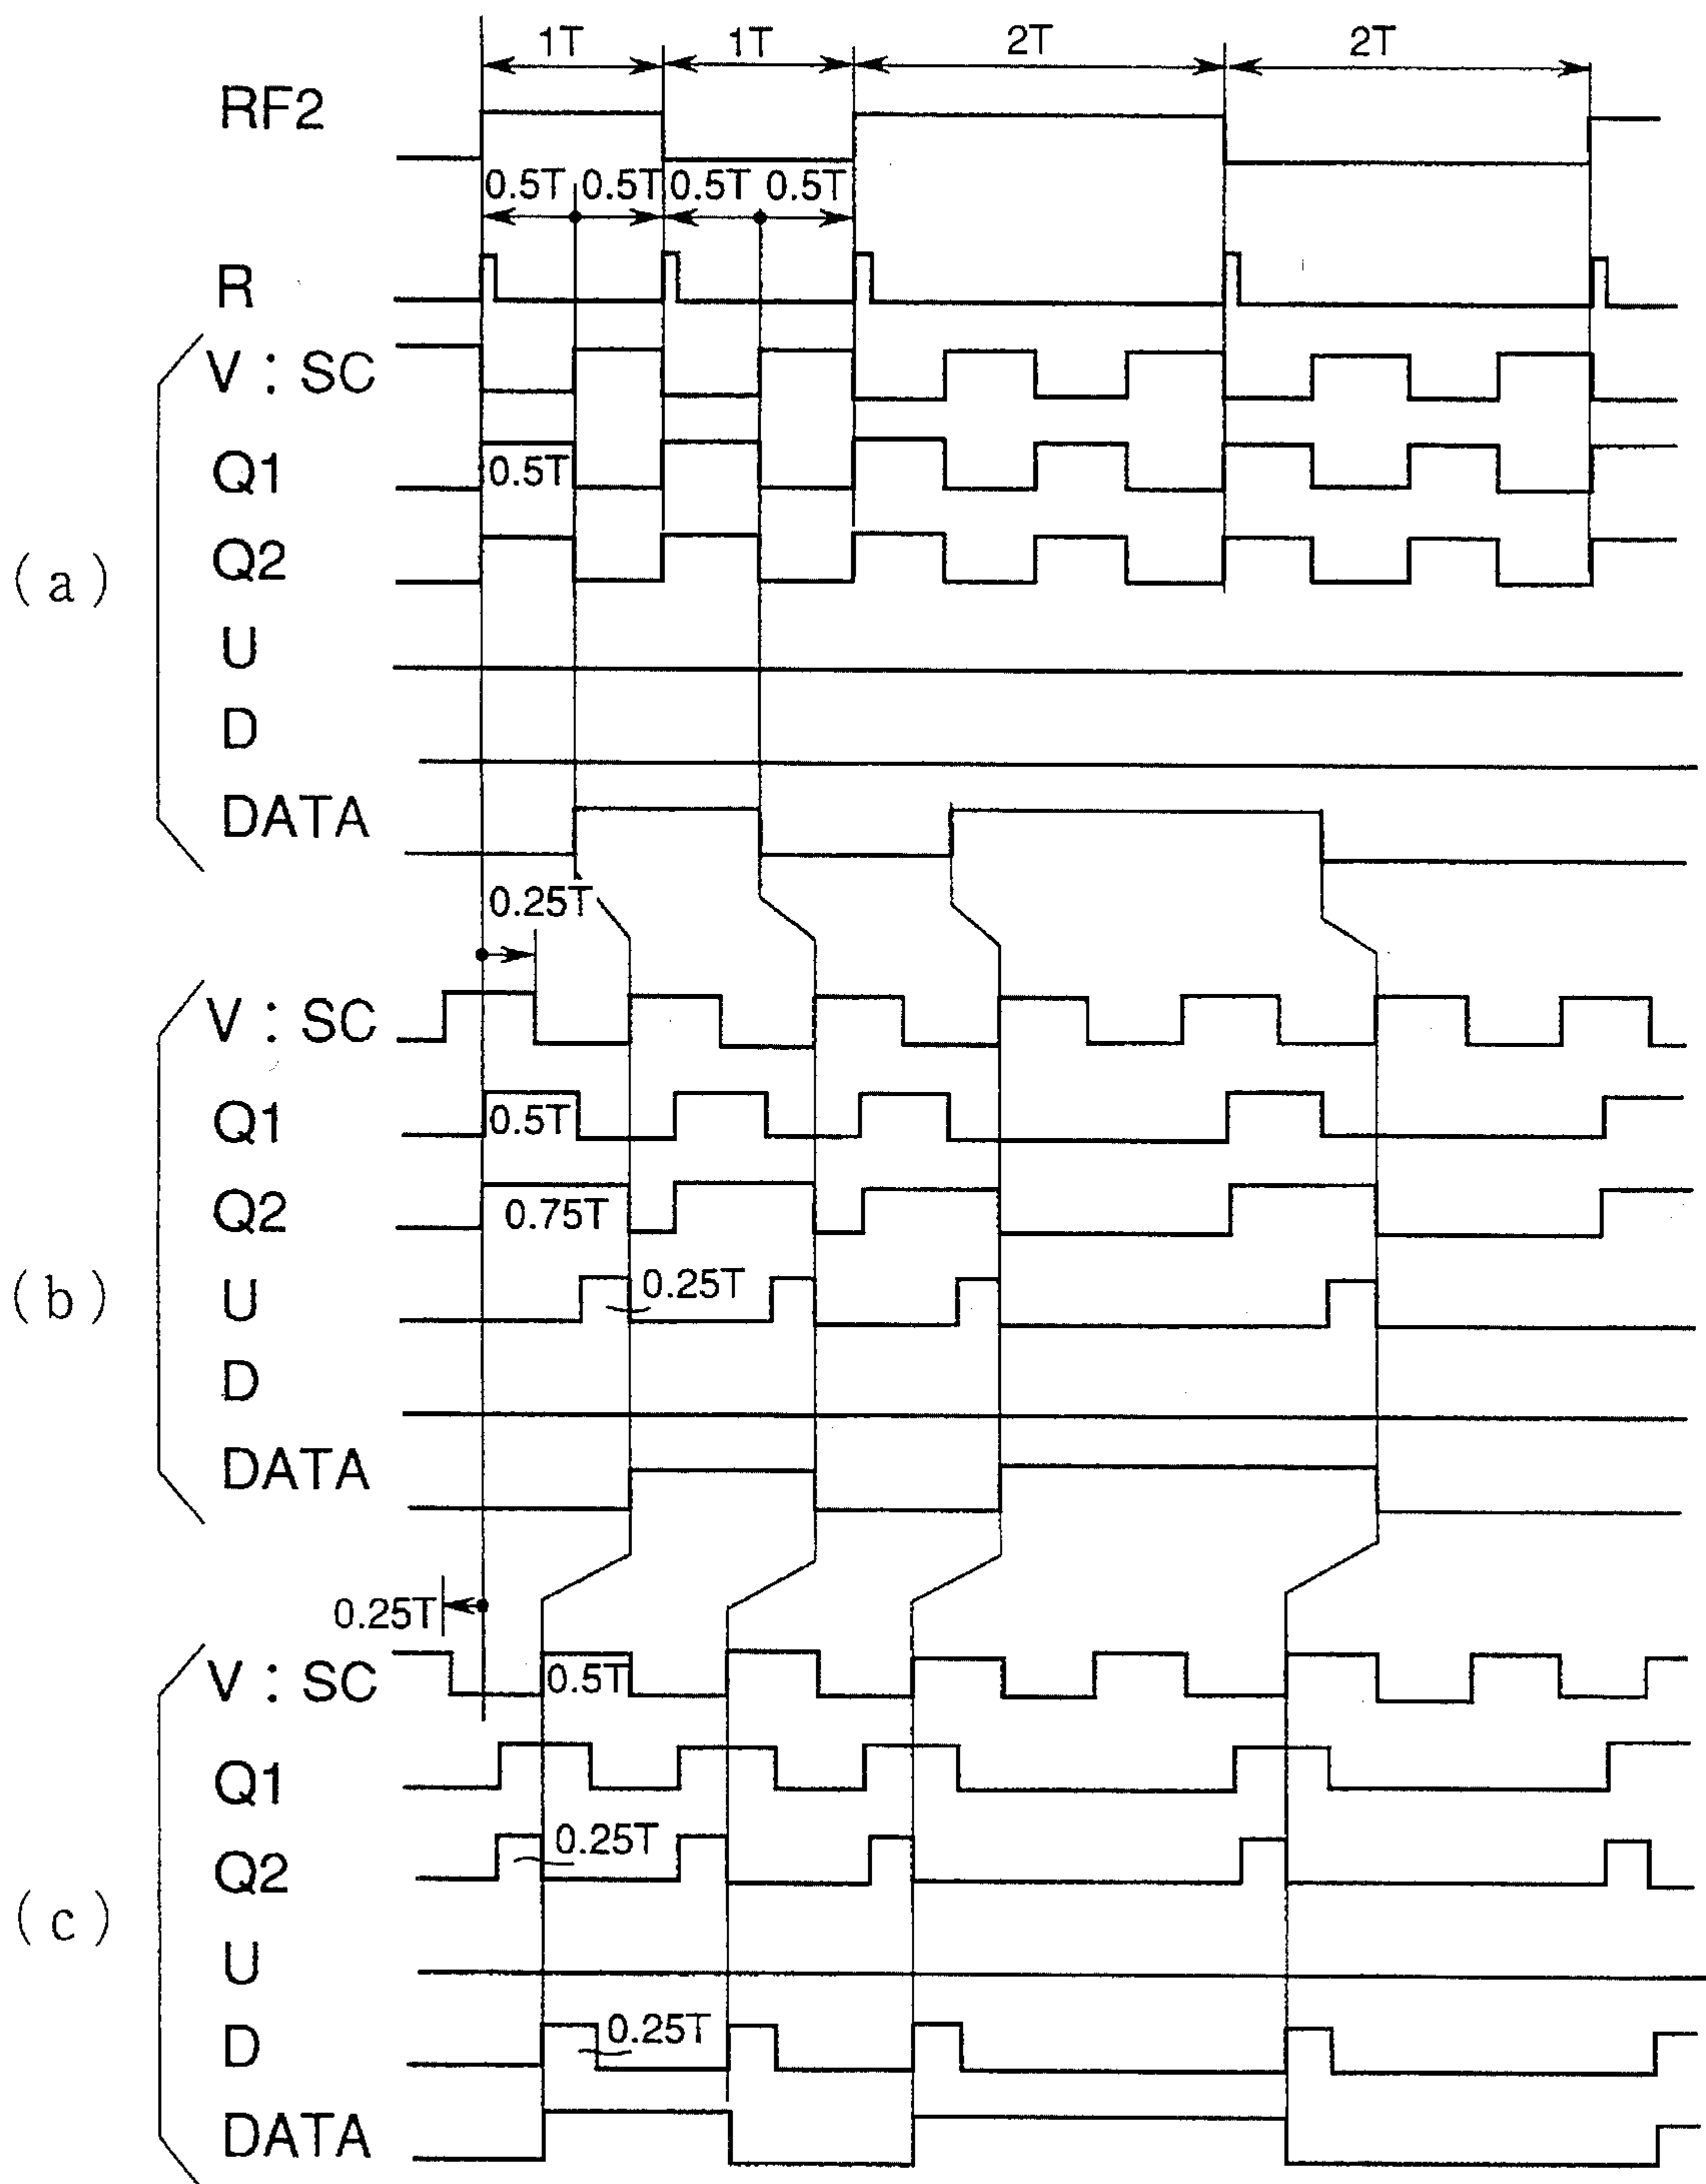 1T 1T 2T 2T
RF2
0.5T 0.5T 0.5T 0.5T
R
V : SC
Q1 0.5T
Q2
(a)
U
D
DATA
0.25T
V : SC
Q1 0.5T
Q2 0.75T
(b)
U 0.25T
D
DATA
0.25T
V : SC 0.5T
Q1
Q2 0.25T
(c)
U
D 0.25T
DATA